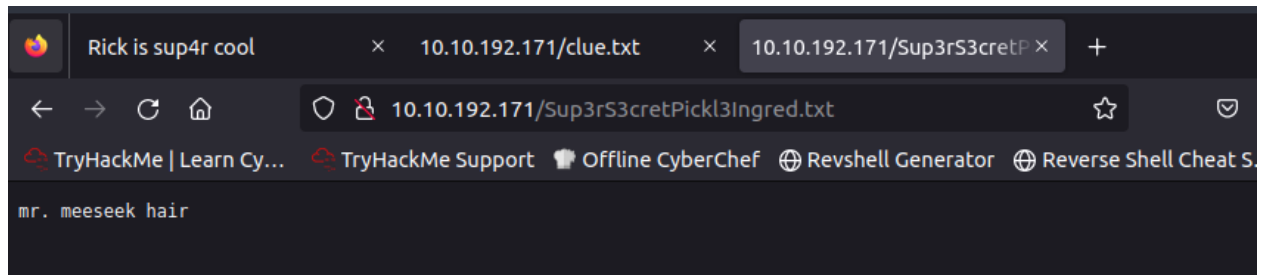 Rick is sup4r cool × 10.10.192.171/clue.txt × 10.10.192.171/Sup3rS3cretP × +
10.10.192.171/Sup3rS3cretPickl3Ingred.txt
TryHackMe | Learn Cy... TryHackMe Support Offline CyberChef Revshell Generator Reverse Shell Cheat S.
mr. meeseek hair